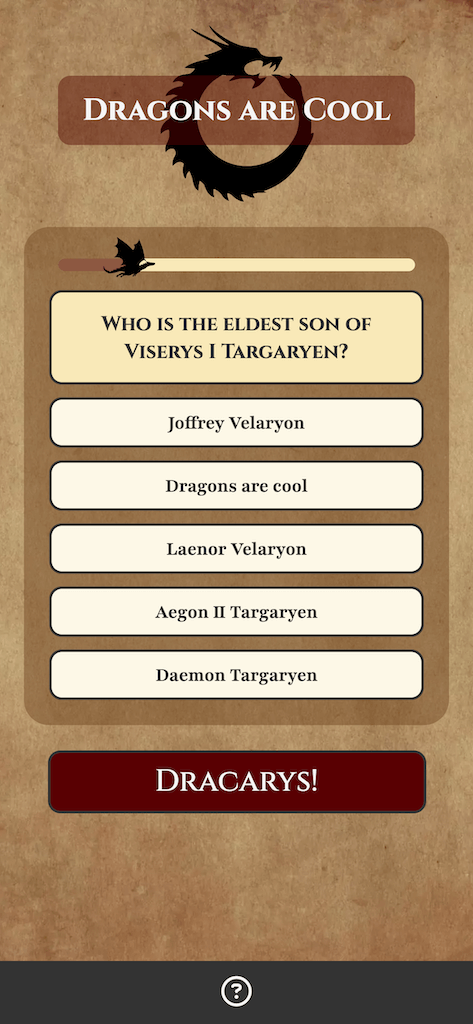 Dragons are Cool
Who is the eldest son of
Viserys I Targaryen?
Joffrey Velaryon
Dragons are cool
Laenor Velaryon
Aegon II Targaryen
Daemon Targaryen
Dracarys!
?